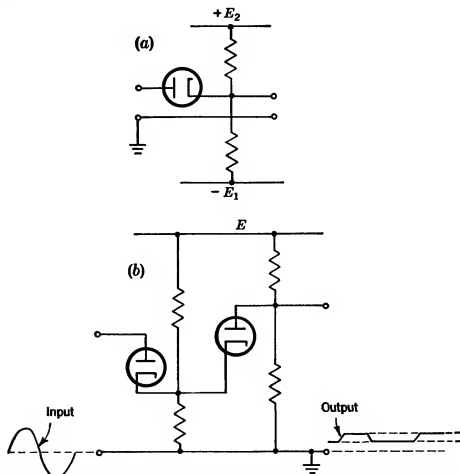 + E₂
(a)
− E₁
E
(b)
Input
Output